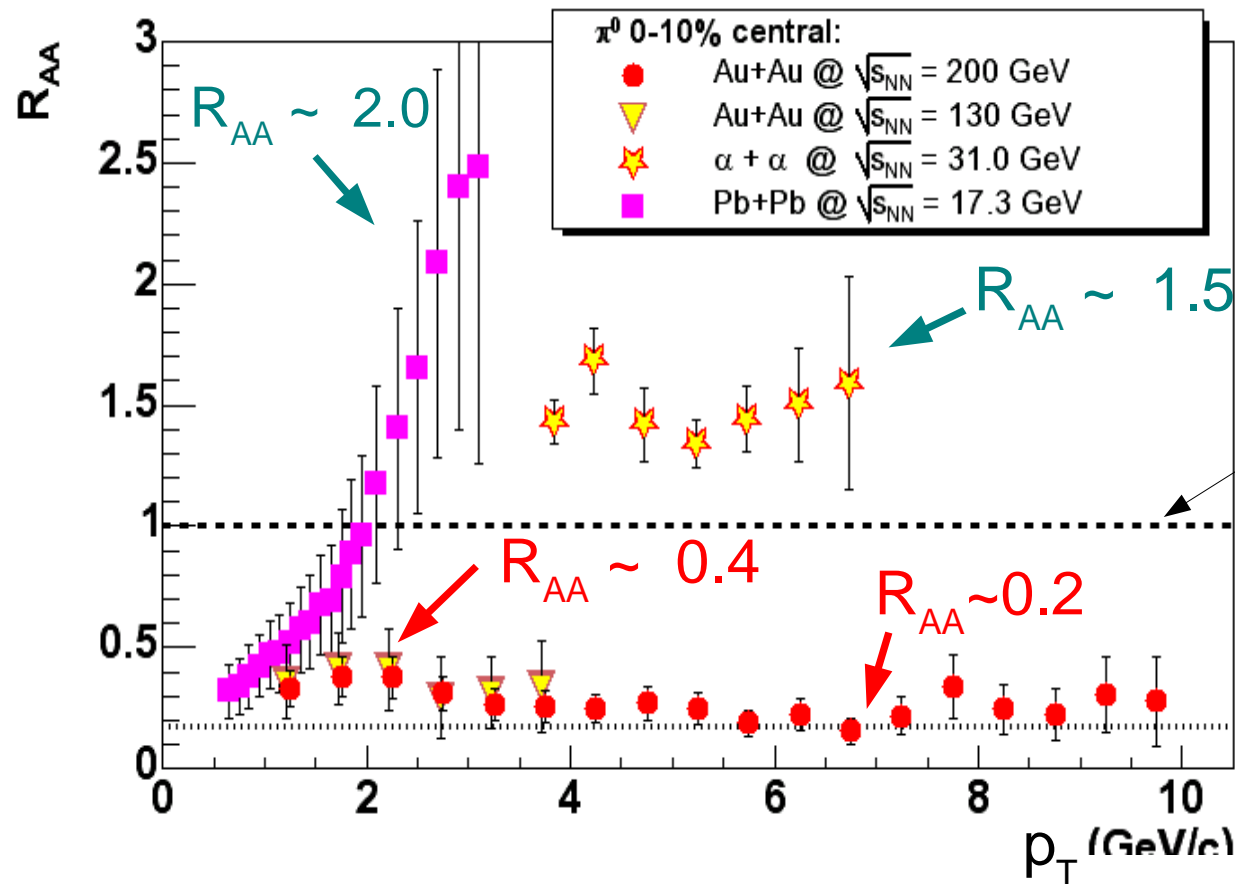 π⁰ 0-10% central:
Au+Au @ √s_NN = 200 GeV
Au+Au @ √s_NN = 130 GeV
α + α @ √s_NN = 31.0 GeV
Pb+Pb @ √s_NN = 17.3 GeV
R_AA
3
2.5
2
1.5
1
0.5
0
R_AA ~ 2.0
R_AA ~ 1.5
R_AA ~ 0.4
R_AA~0.2
0 2 4 6 8 10
p_T (GeV/c)